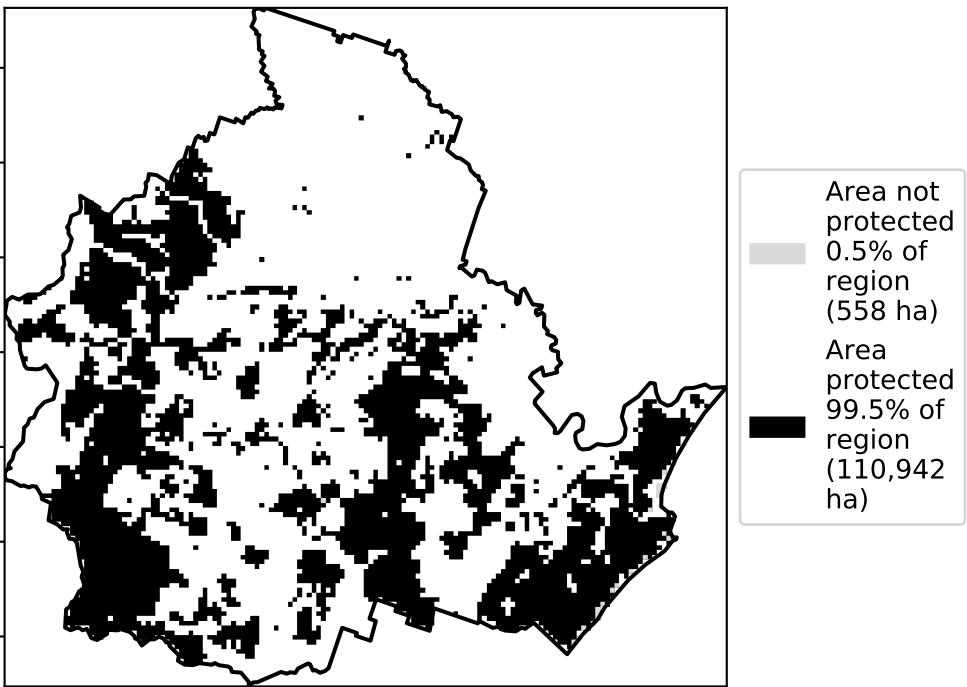 Area not
protected
0.5% of
region
(558 ha)
Area
protected
99.5% of
region
(110,942
ha)